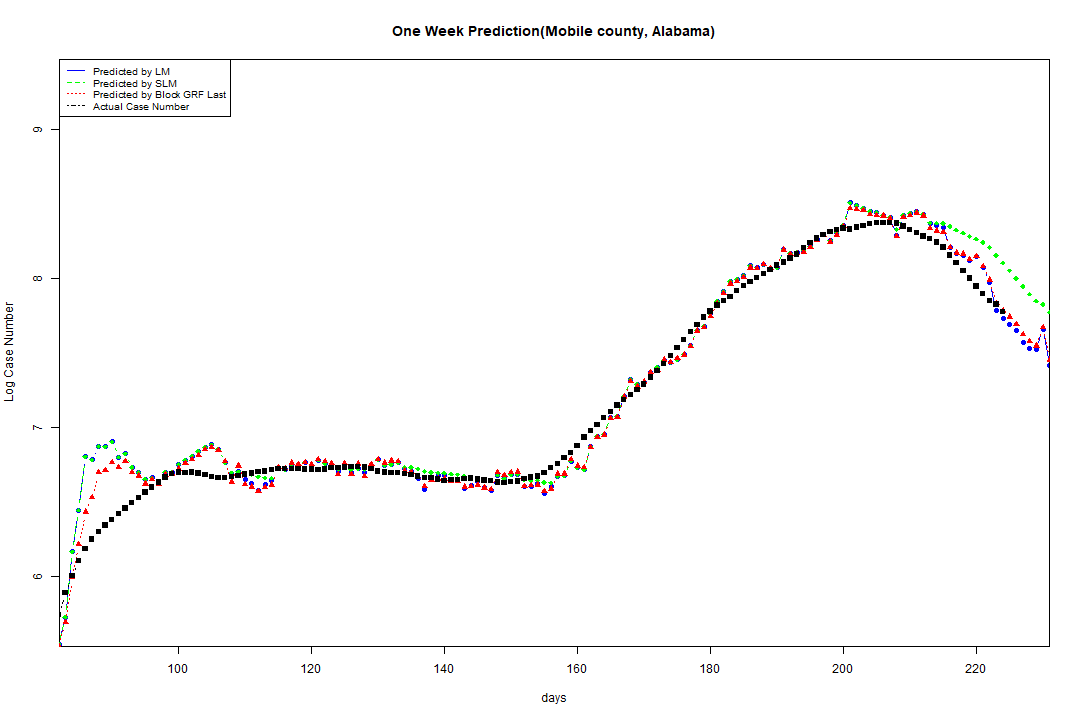 One Week Prediction(Mobile county, Alabama)
Predicted by LM
Predicted by SLM
Predicted by Block GRF Last
Actual Case Number
9
8
7
6
Log Case Number
100 120 140 160 180 200 220
days